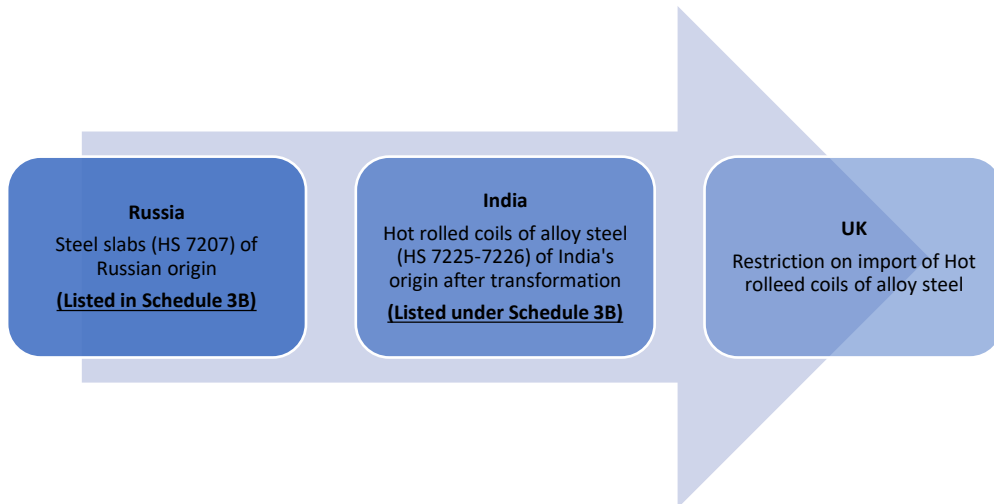 Russia
Steel slabs (HS 7207) of
Russian origin
(Listed in Schedule 3B)
India
Hot rolled coils of alloy steel
(HS 7225-7226) of India's
origin after transformation
(Listed under Schedule 3B)
UK
Restriction on import of Hot
rolleed coils of alloy steel